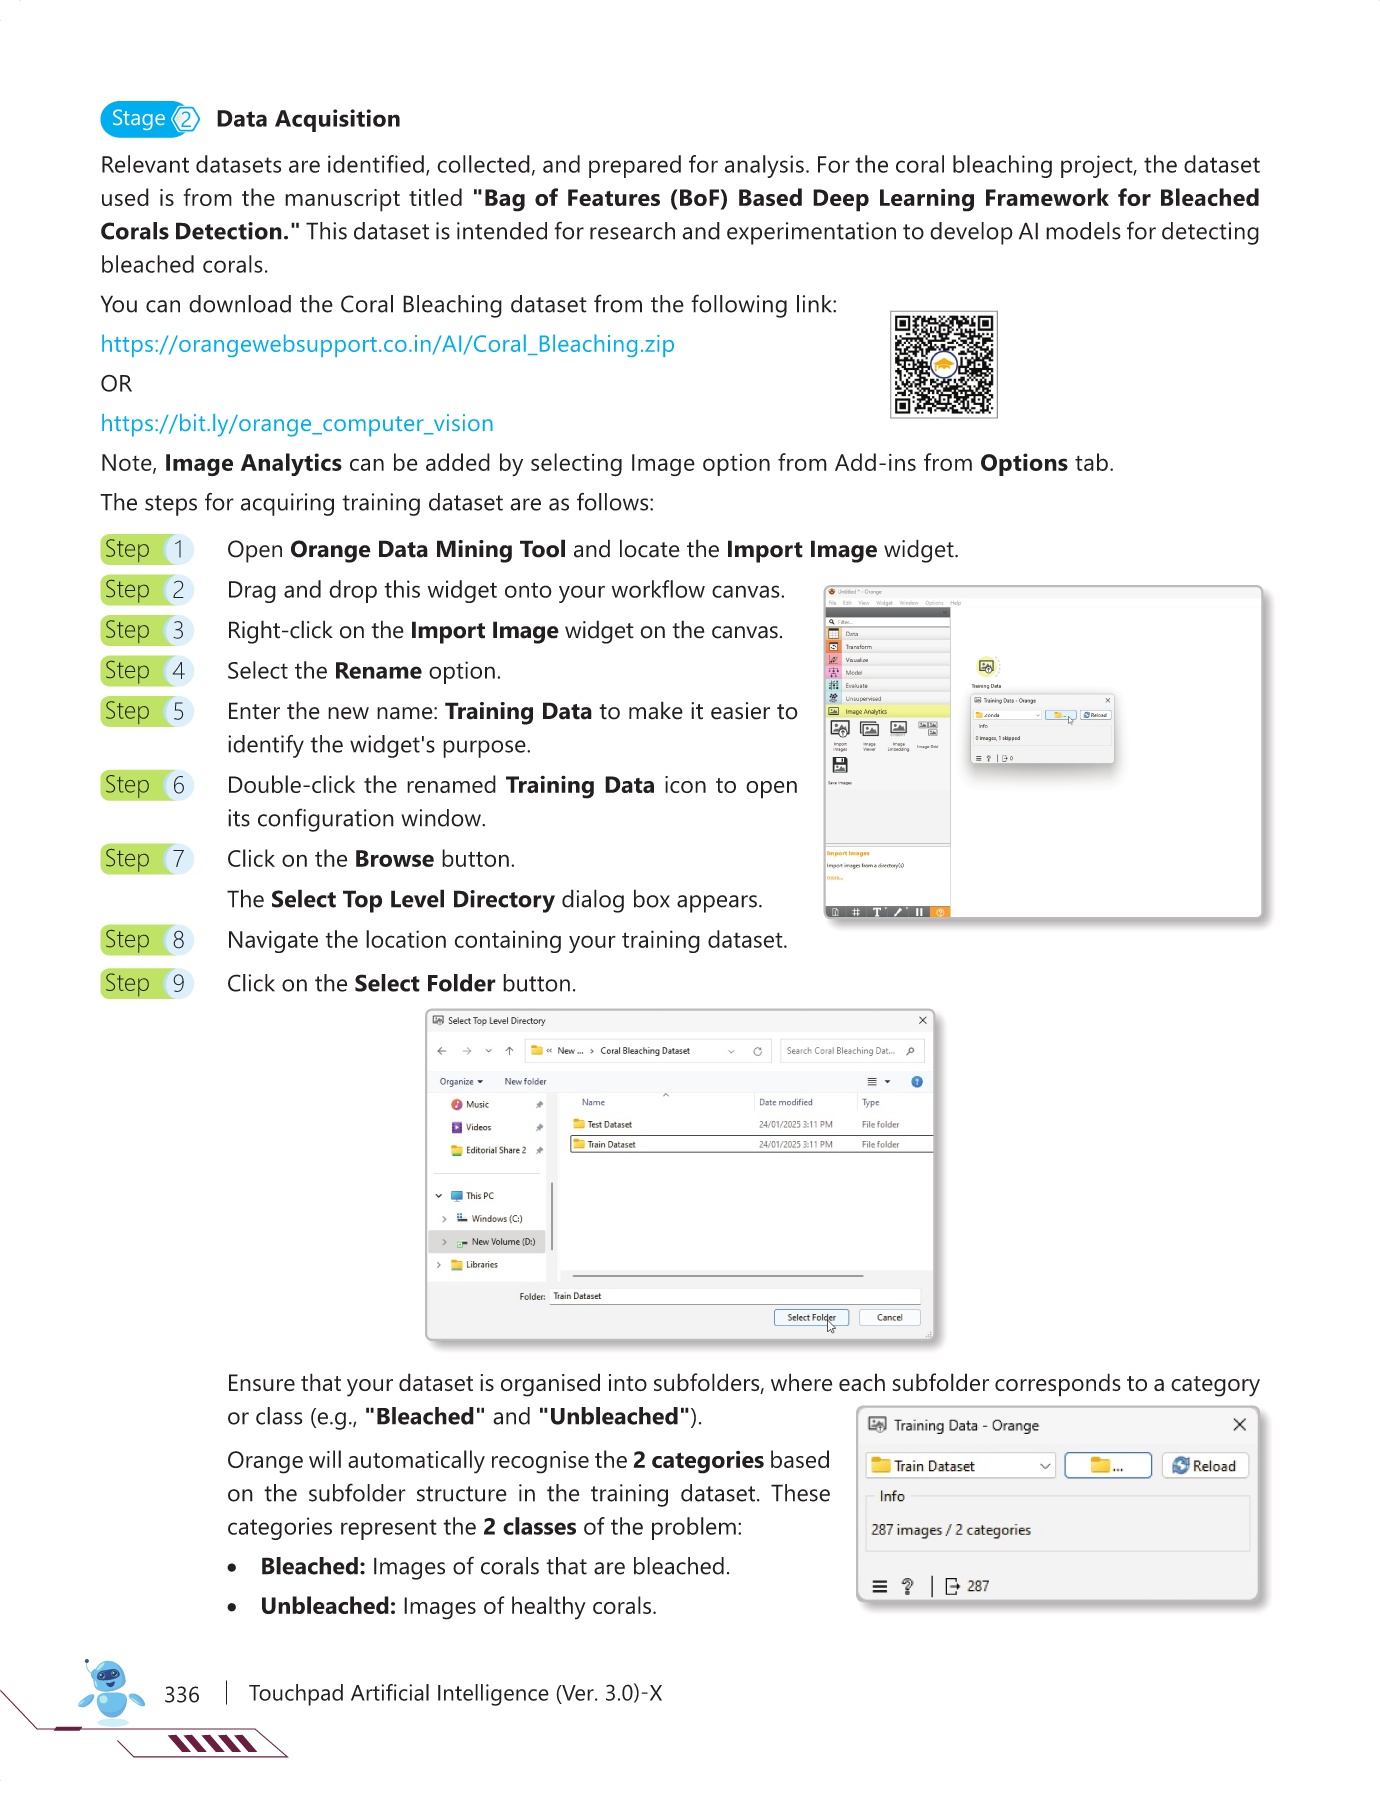 Stage 2 Data Acquisition
Relevant datasets are identified, collected, and prepared for analysis. For the coral bleaching project, the dataset
used is from the manuscript titled "Bag of Features (BoF) Based Deep Learning Framework for Bleached
Corals Detection." This dataset is intended for research and experimentation to develop AI models for detecting
bleached corals.
You can download the Coral Bleaching dataset from the following link:
https://orangewebsupport.co.in/AI/Coral_Bleaching.zip
OR
https://bit.ly/orange_computer_vision
Note, Image Analytics can be added by selecting Image option from Add-ins from Options tab.
The steps for acquiring training dataset are as follows:
Step 1 Open Orange Data Mining Tool and locate the Import Image widget.
Step 2 Drag and drop this widget onto your workflow canvas.
Step 3 Right-click on the Import Image widget on the canvas.
Step 4 Select the Rename option.
Step 5 Enter the new name: Training Data to make it easier to
identify the widget's purpose.
Step 6 Double-click the renamed Training Data icon to open
its configuration window.
Step 7 Click on the Browse button.
The Select Top Level Directory dialog box appears.
Step 8 Navigate the location containing your training dataset.
Step 9 Click on the Select Folder button.
Untitled * - Orange
File Edit View Widget Window Options Help
Filter...
Data
Transform
Visualize
Model
Evaluate
Unsupervised
Image Analytics
Import Images
Image Viewer
Image Embedding
Image Grid
Save Images
Import Images
Import images from a directory(s)
more...
Training Data
Training Data - Orange
.conda ... Reload
Info
0 images, 1 skipped
0
Select Top Level Directory
New ... Coral Bleaching Dataset Search Coral Bleaching Dat...
Organize New folder
Name Date modified Type
Music
Videos
Editorial Share 2
This PC
Windows (C:)
New Volume (D:)
Libraries
Test Dataset 24/01/2025 3:11 PM File folder
Train Dataset 24/01/2025 3:11 PM File folder
Folder: Train Dataset
Select Folder Cancel
Ensure that your dataset is organised into subfolders, where each subfolder corresponds to a category
or class (e.g., "Bleached" and "Unbleached").
Orange will automatically recognise the 2 categories based
on the subfolder structure in the training dataset. These
categories represent the 2 classes of the problem:
• Bleached: Images of corals that are bleached.
• Unbleached: Images of healthy corals.
Training Data - Orange
Train Dataset ... Reload
Info
287 images / 2 categories
287
336 | Touchpad Artificial Intelligence (Ver. 3.0)-X